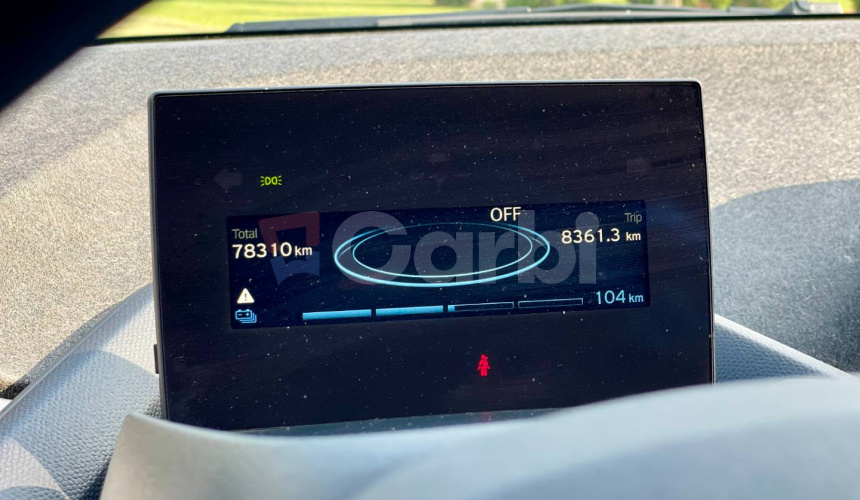 OFF
Total
Trip
78310 km
8361.3 km
Carbi
104 km